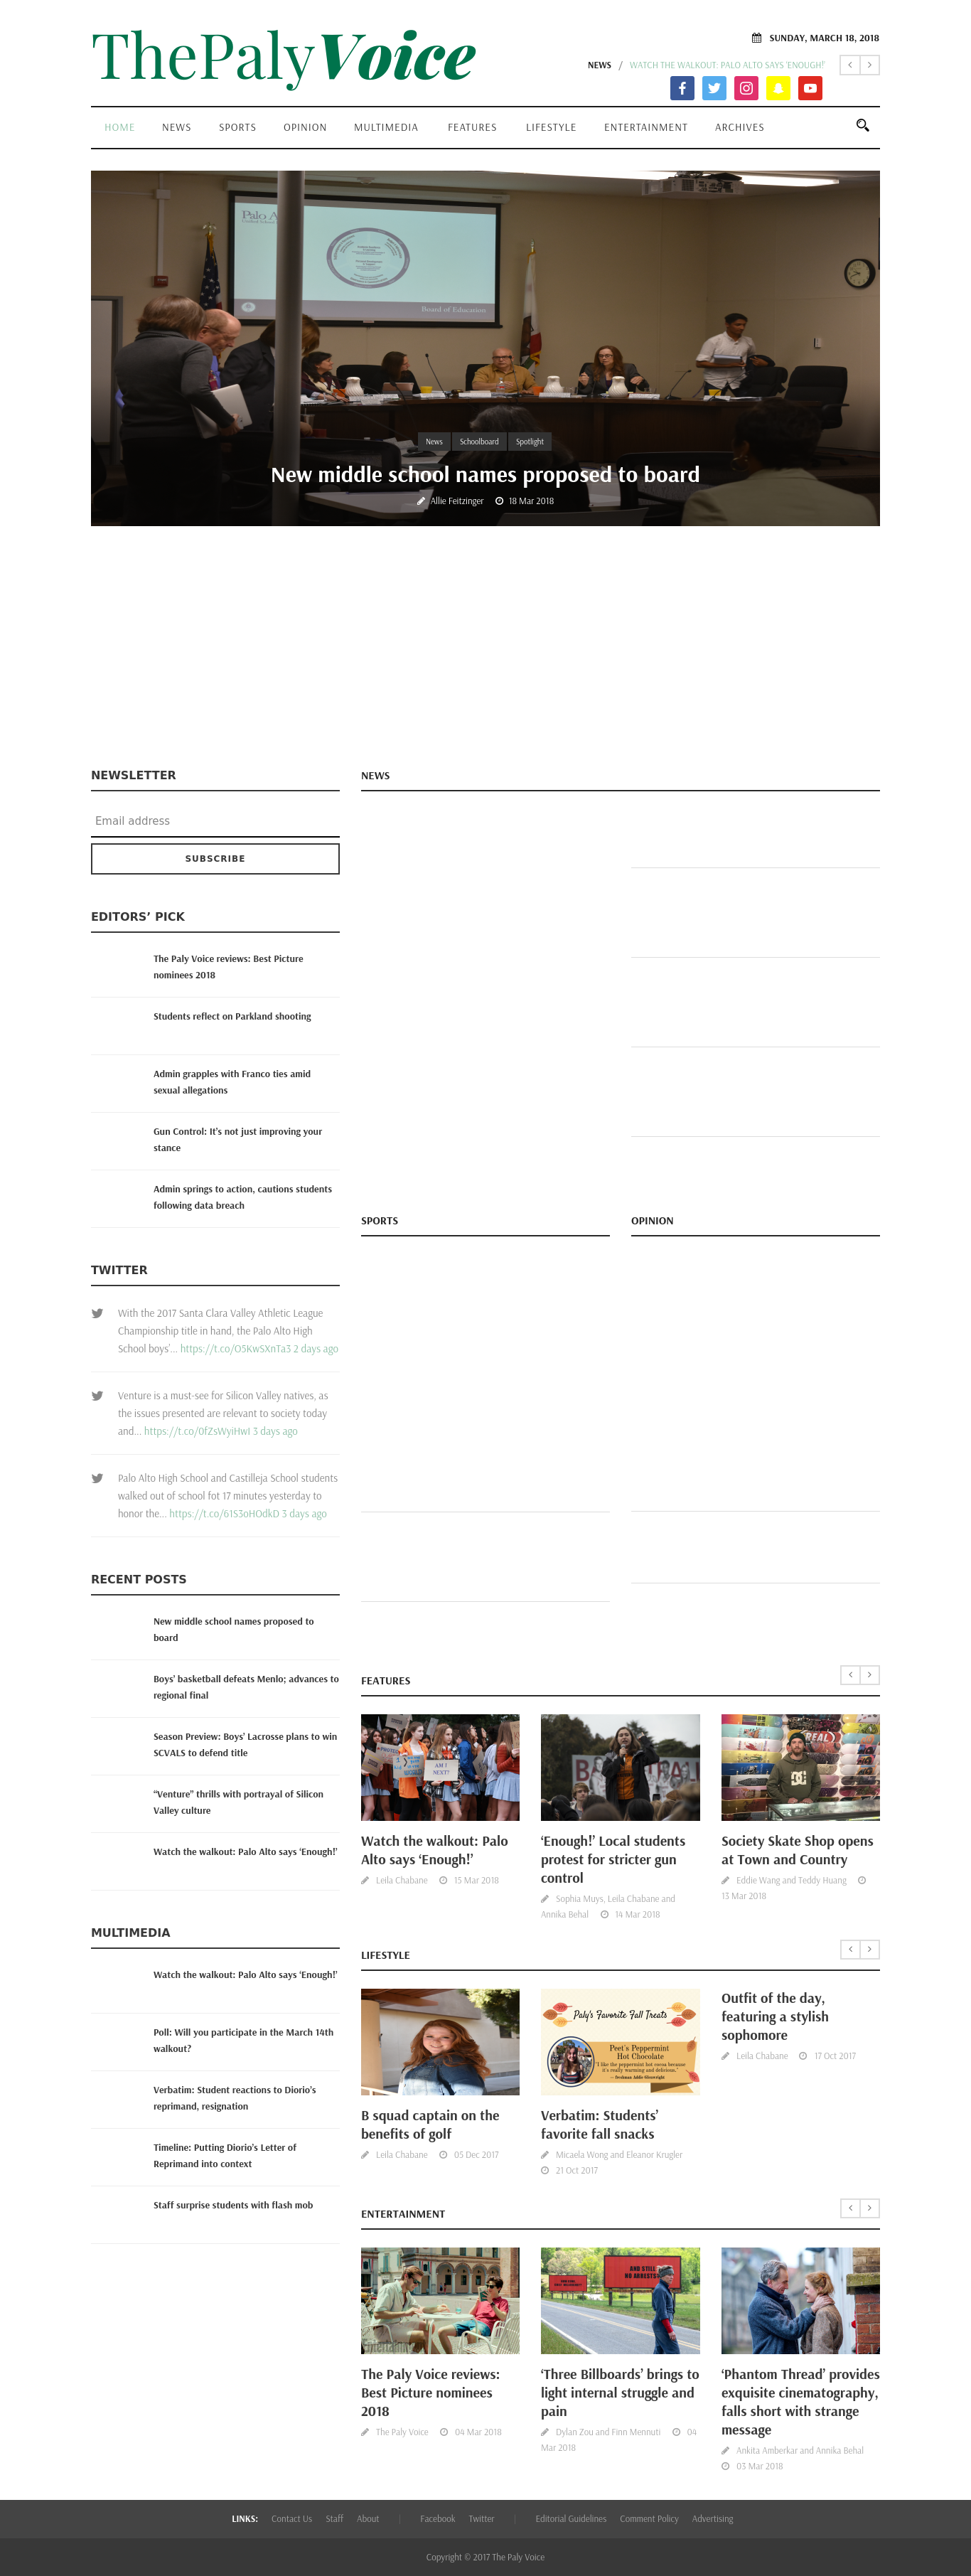 ThePalyVoice
SUNDAY, MARCH 18, 2018
NEWS / WATCH THE WALKOUT: PALO ALTO SAYS 'ENOUGH!'
HOME NEWS SPORTS OPINION MULTIMEDIA FEATURES LIFESTYLE ENTERTAINMENT ARCHIVES
Board of Education
News Schoolboard Spotlight
New middle school names proposed to board
Allie Feitzinger 18 Mar 2018
NEWSLETTER
Email address
SUBSCRIBE
EDITORS’ PICK
The Paly Voice reviews: Best Picture
nominees 2018
Students reflect on Parkland shooting
Admin grapples with Franco ties amid
sexual allegations
Gun Control: It’s not just improving your
stance
Admin springs to action, cautions students
following data breach
TWITTER
With the 2017 Santa Clara Valley Athletic League
Championship title in hand, the Palo Alto High
School boys'... https://t.co/O5KwSXnTa3 2 days ago
Venture is a must-see for Silicon Valley natives, as
the issues presented are relevant to society today
and... https://t.co/0fZsWyiHwI 3 days ago
Palo Alto High School and Castilleja School students
walked out of school fot 17 minutes yesterday to
honor the... https://t.co/61S3oHOdkD 3 days ago
RECENT POSTS
New middle school names proposed to
board
Boys’ basketball defeats Menlo; advances to
regional final
Season Preview: Boys’ Lacrosse plans to win
SCVALS to defend title
“Venture” thrills with portrayal of Silicon
Valley culture
Watch the walkout: Palo Alto says ‘Enough!’
MULTIMEDIA
Watch the walkout: Palo Alto says ‘Enough!’
Poll: Will you participate in the March 14th
walkout?
Verbatim: Student reactions to Diorio’s
reprimand, resignation
Timeline: Putting Diorio’s Letter of
Reprimand into context
Staff surprise students with flash mob
NEWS
SPORTS
OPINION
FEATURES
AM I
NEXT?
REAL
Watch the walkout: Palo
Alto says ‘Enough!’
Leila Chabane 15 Mar 2018
‘Enough!’ Local students
protest for stricter gun
control
Sophia Muys, Leila Chabane and
Annika Behal 14 Mar 2018
Society Skate Shop opens
at Town and Country
Eddie Wang and Teddy Huang
13 Mar 2018
LIFESTYLE
Paly's Favorite Fall Treats
Peet's Peppermint
Hot Chocolate
B squad captain on the
benefits of golf
Leila Chabane 05 Dec 2017
Verbatim: Students’
favorite fall snacks
Micaela Wong and Eleanor Krugler
21 Oct 2017
Outfit of the day,
featuring a stylish
sophomore
Leila Chabane 17 Oct 2017
ENTERTAINMENT
AND STILL
NO ARRESTS?
The Paly Voice reviews:
Best Picture nominees
2018
The Paly Voice 04 Mar 2018
‘Three Billboards’ brings to
light internal struggle and
pain
Dylan Zou and Finn Mennuti 04
Mar 2018
‘Phantom Thread’ provides
exquisite cinematography,
falls short with strange
message
Ankita Amberkar and Annika Behal
03 Mar 2018
LINKS: Contact Us Staff About | Facebook Twitter | Editorial Guidelines Comment Policy Advertising
Copyright © 2017 The Paly Voice